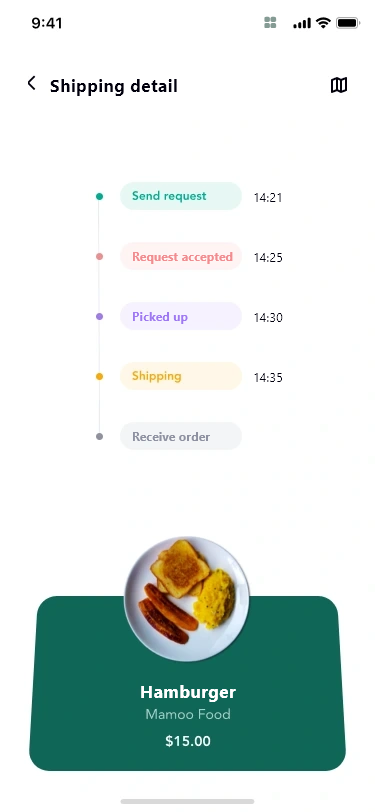 9:41
Shipping detail
Send request 14:21
Request accepted 14:25
Picked up 14:30
Shipping 14:35
Receive order
Hamburger
Mamoo Food
$15.00